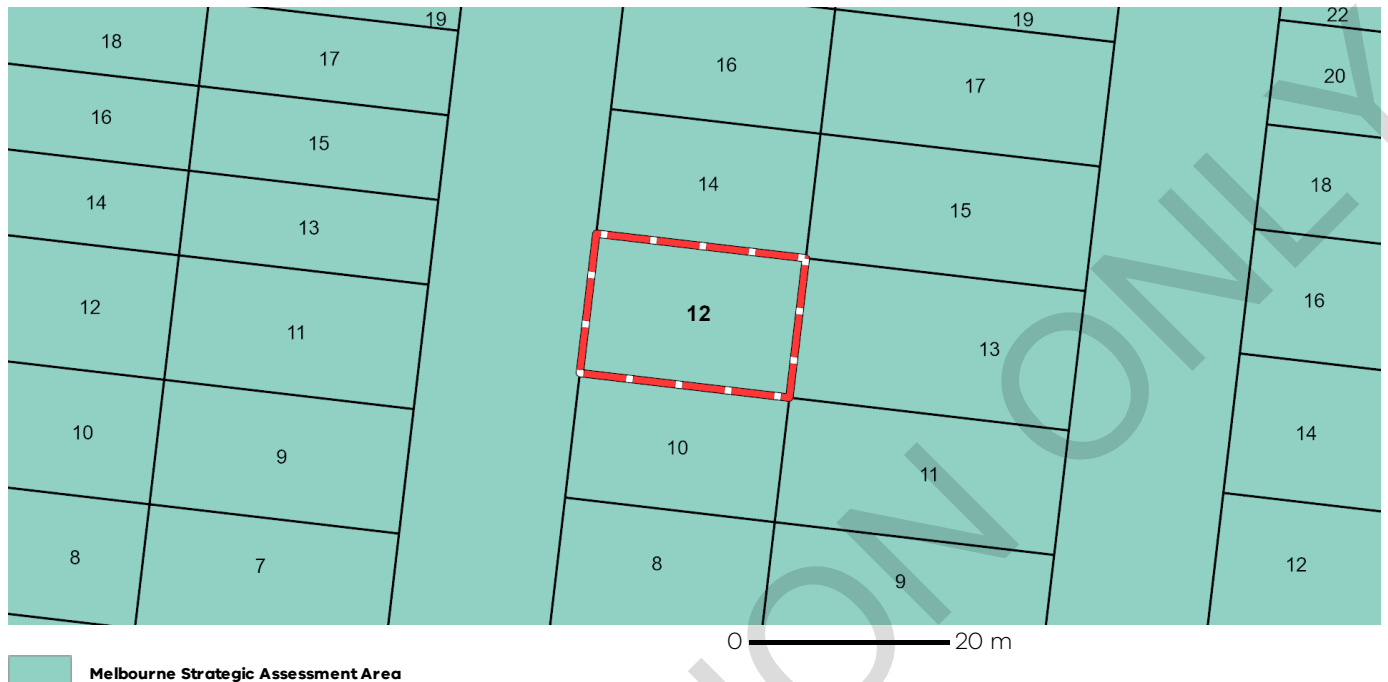 19 19 22
18 17 16 17 20
16 15 14 15 18
14 13
12 11 12 13 16
10 9 10 11 14
8 7 8 9 12
ION ONLY
0 20 m
Melbourne Strategic Assessment Area